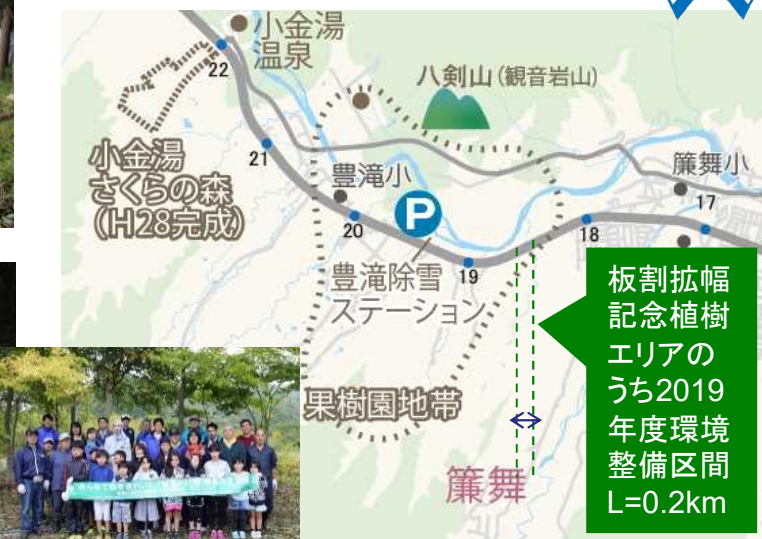 小金湯
温泉
22
八剣山(観音岩山)
小金湯
さくらの森
(H28完成)
21
豊滝小
簾舞小
17
P
20
18
豊滝除雪
ステーション
19
板割拡幅
記念植樹
エリアの
うち2019
年度環境
整備区間
L=0.2km
果樹園地帯
簾舞